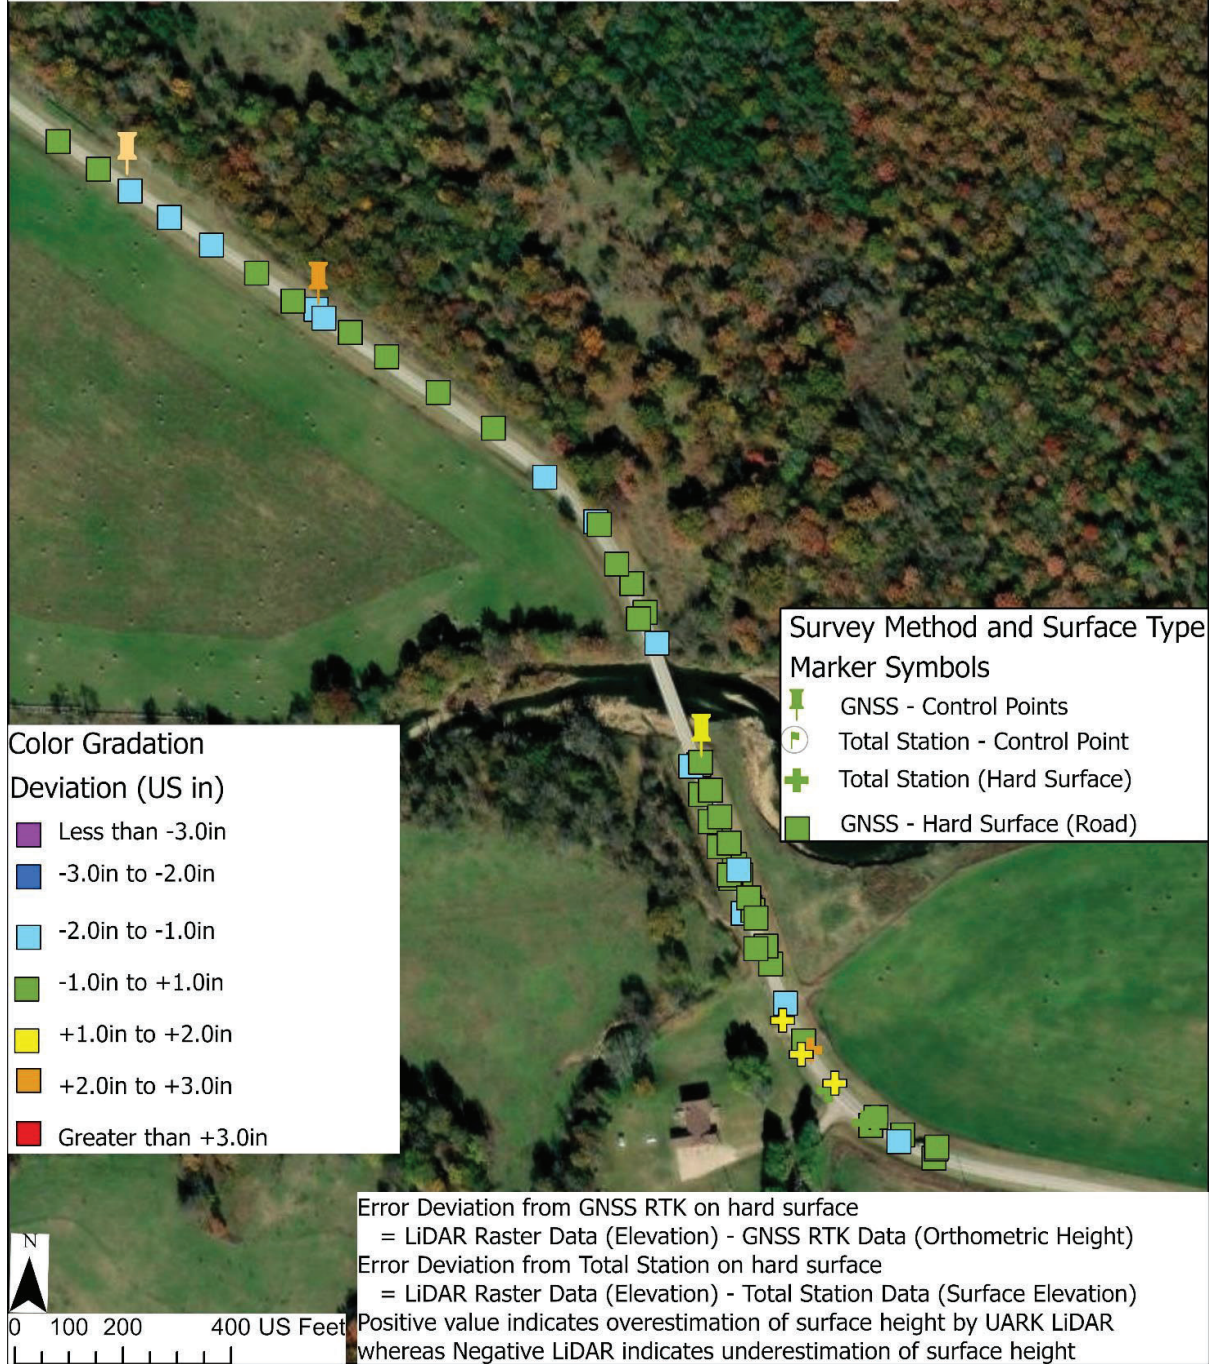 Survey Method and Surface Type
Marker Symbols
GNSS - Control Points
Total Station - Control Point
Total Station (Hard Surface)
GNSS - Hard Surface (Road)
Color Gradation
Deviation (US in)
Less than -3.0in
-3.0in to -2.0in
-2.0in to -1.0in
-1.0in to +1.0in
+1.0in to +2.0in
+2.0in to +3.0in
Greater than +3.0in
Error Deviation from GNSS RTK on hard surface
= LiDAR Raster Data (Elevation) - GNSS RTK Data (Orthometric Height)
Error Deviation from Total Station on hard surface
= LiDAR Raster Data (Elevation) - Total Station Data (Surface Elevation)
Positive value indicates overestimation of surface height by UARK LiDAR
whereas Negative LiDAR indicates underestimation of surface height
N
0 100 200 400 US Feet